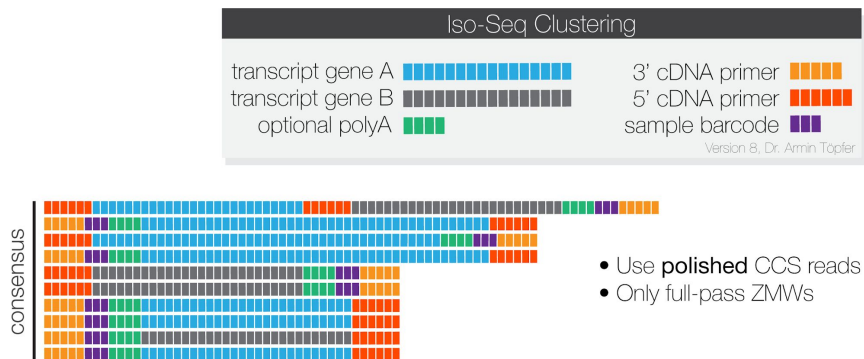 Iso-Seq Clustering
transcript gene A
transcript gene B
optional polyA
3' cDNA primer
5' cDNA primer
sample barcode
Version 8, Dr. Armin Töpfer
consensus
• Use polished CCS reads
• Only full-pass ZMWs